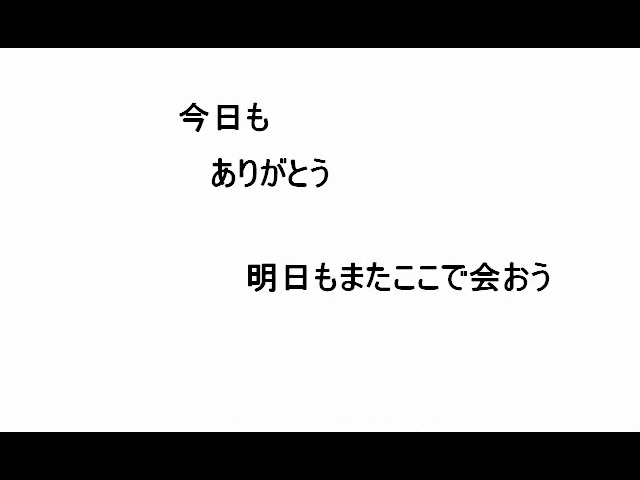 今日も
ありがとう
明日もまたここで会おう